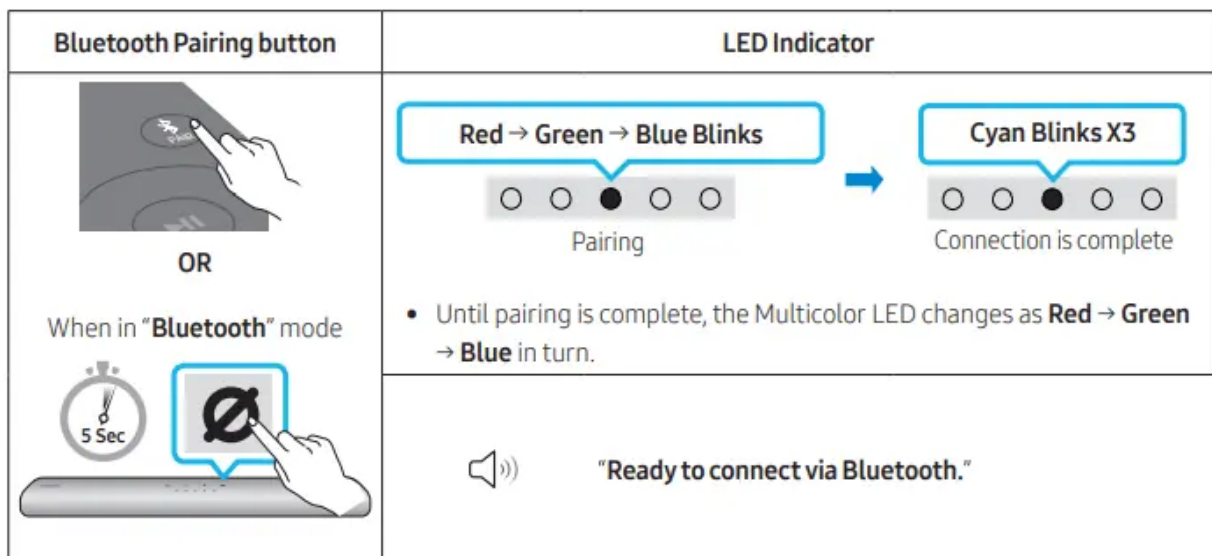 Bluetooth Pairing button
LED Indicator
PAIR
OR
When in “Bluetooth” mode
5 Sec
Red → Green → Blue Blinks
Pairing
Cyan Blinks X3
Connection is complete
• Until pairing is complete, the Multicolor LED changes as Red → Green
→ Blue in turn.
“Ready to connect via Bluetooth.”